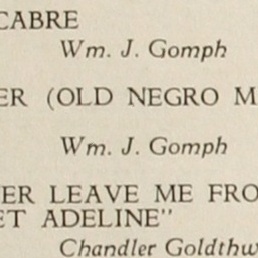 CABRE
Wm. J. Gomph
ER (OLD NEGRO M
Wm. J. Gomph
ER LEAVE ME FRO
ET ADELINE"
Chandler Goldthw